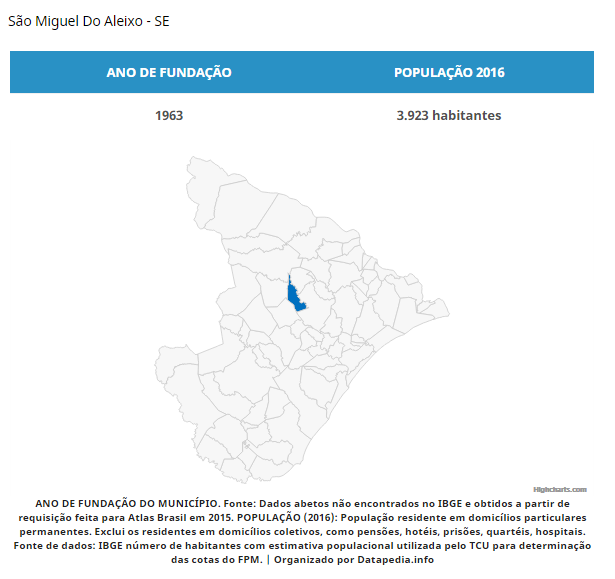 São Miguel Do Aleixo - SE
ANO DE FUNDAÇÃO POPULAÇÃO 2016
1963 3.923 habitantes
Highcharts.com
ANO DE FUNDAÇÃO DO MUNICÍPIO. Fonte: Dados abetos não encontrados no IBGE e obtidos a partir de
requisição feita para Atlas Brasil em 2015. POPULAÇÃO (2016): População residente em domicílios particulares
permanentes. Exclui os residentes em domicílios coletivos, como pensões, hotéis, prisões, quartéis, hospitais.
Fonte de dados: IBGE número de habitantes com estimativa populacional utilizada pelo TCU para determinação
das cotas do FPM. | Organizado por Datapedia.info